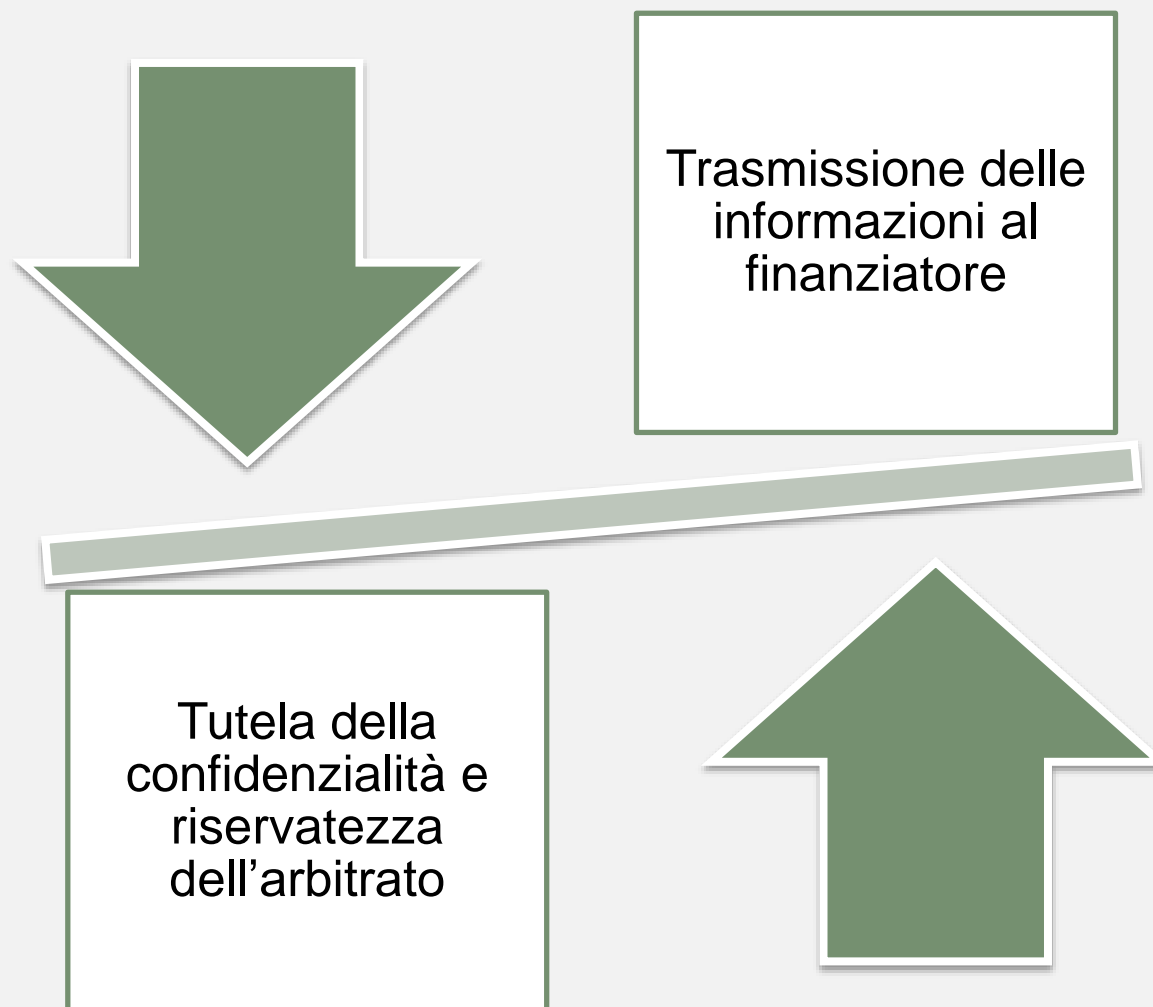 Trasmissione delle
informazioni al
finanziatore
Tutela della
confidenzialità e
riservatezza
dell’arbitrato